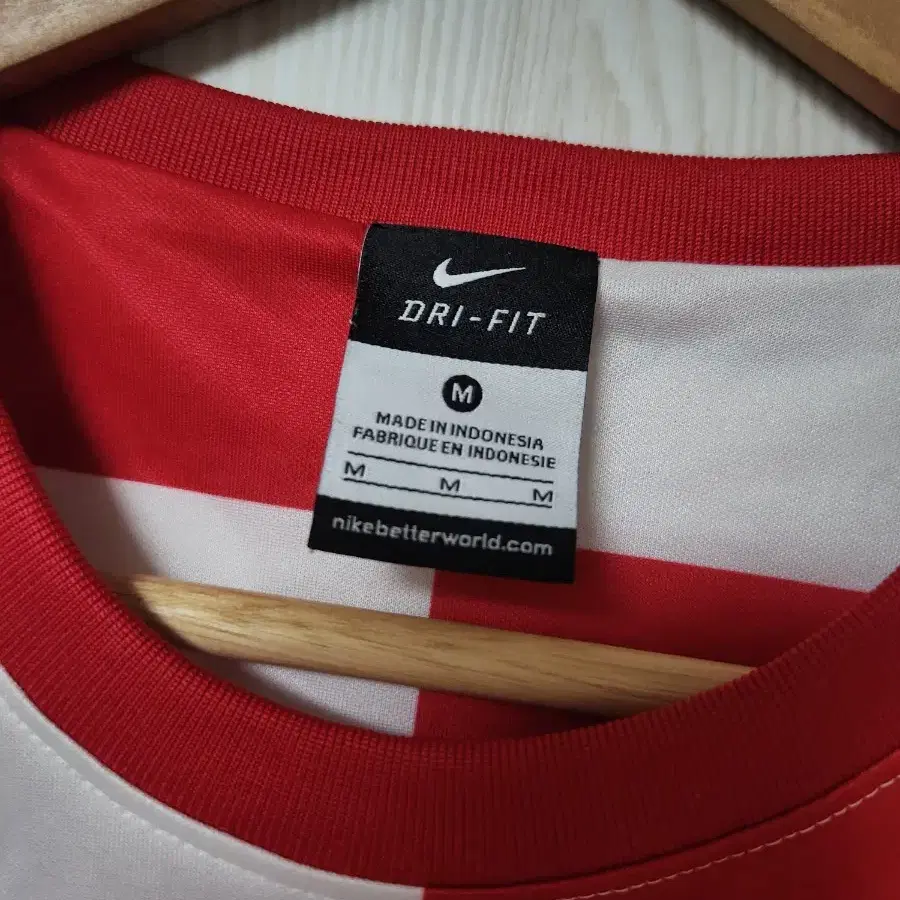 DRI-FIT
M
MADE IN INDONESIA
FABRIQUE EN INDONESIE
M M M
nikebetterworld.com